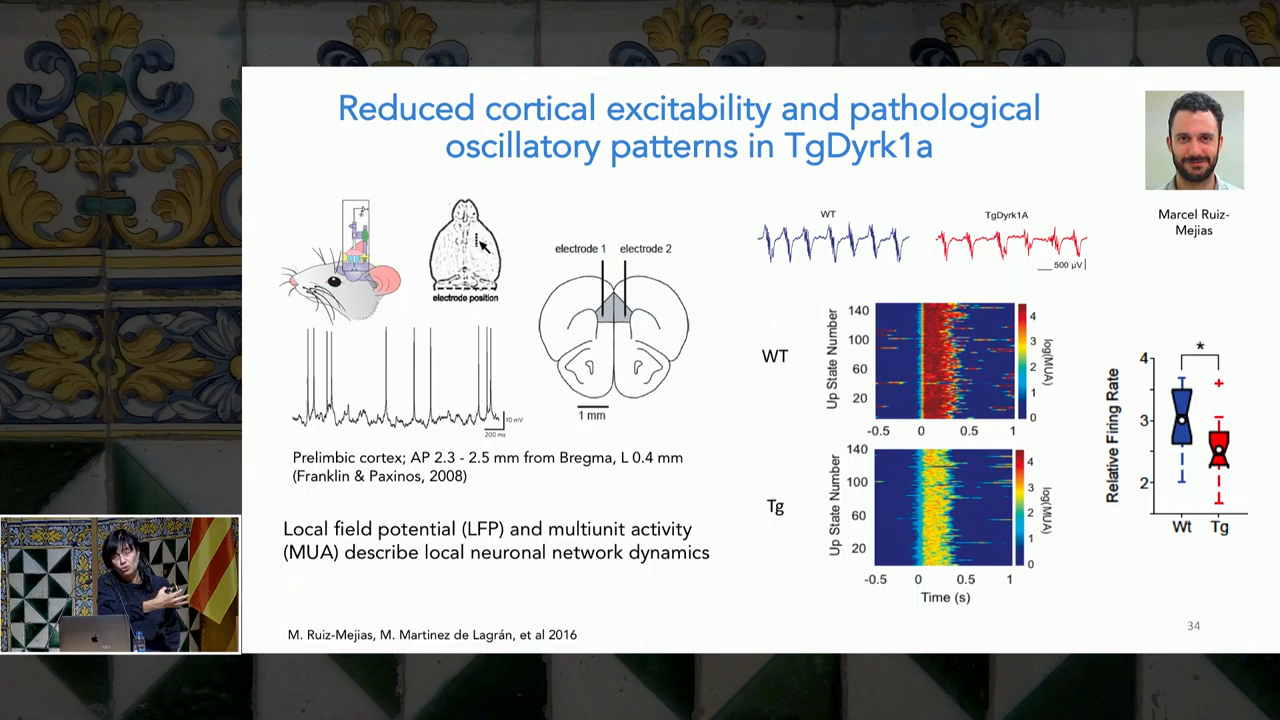 Reduced cortical excitability and pathological
oscillatory patterns in TgDyrk1a
Marcel Ruiz-
Mejias
WT
TgDyrk1A
500 µV
electrode position
electrode 1
electrode 2
1 mm
10 mV
200 ms
Prelimbic cortex; AP 2.3 - 2.5 mm from Bregma, L 0.4 mm
(Franklin & Paxinos, 2008)
Local field potential (LFP) and multiunit activity
(MUA) describe local neuronal network dynamics
WT
Up State Number
140
100
60
20
-0.5
0
0.5
1
4
3
2
1
0
log(MUA)
Tg
Up State Number
140
100
60
20
-0.5
0
0.5
1
Time (s)
4
3
2
1
0
log(MUA)
Relative Firing Rate
4
3
2
*
Wt
Tg
M. Ruiz-Mejias, M. Martinez de Lagrán, et al 2016
34